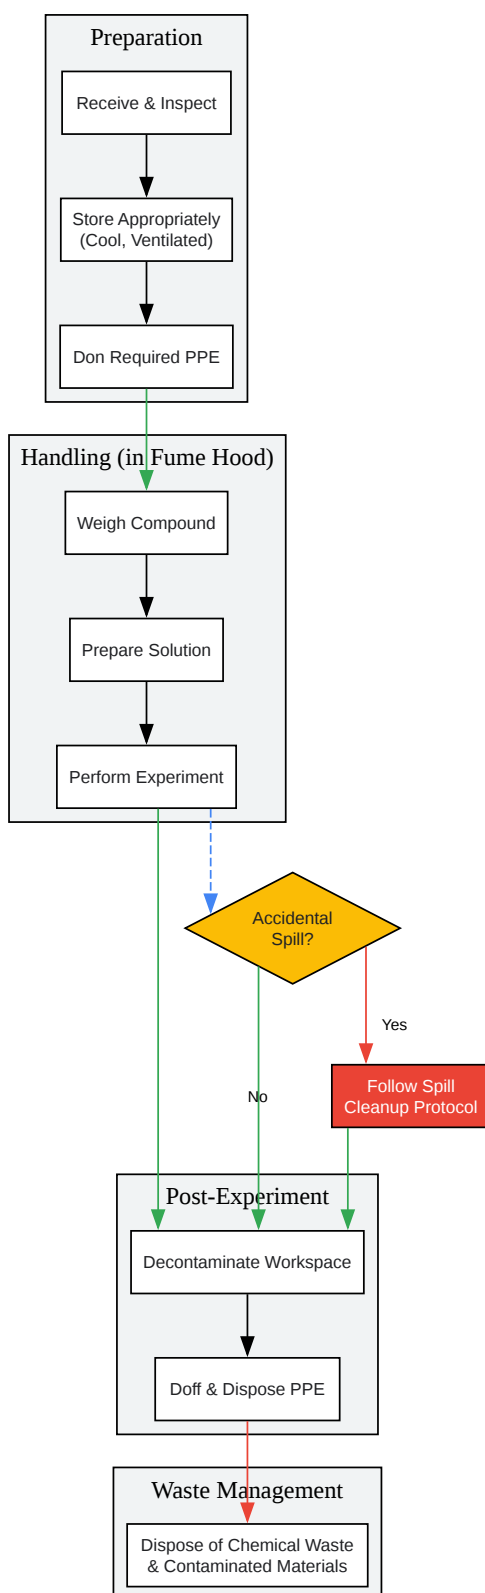 Preparation
Receive & Inspect
Store Appropriately
(Cool, Ventilated)
Don Required PPE
Handling (in Fume Hood)
Weigh Compound
Prepare Solution
Perform Experiment
Accidental
Spill?
Yes
Follow Spill
Cleanup Protocol
No
Post-Experiment
Decontaminate Workspace
Doff & Dispose PPE
Waste Management
Dispose of Chemical Waste
& Contaminated Materials